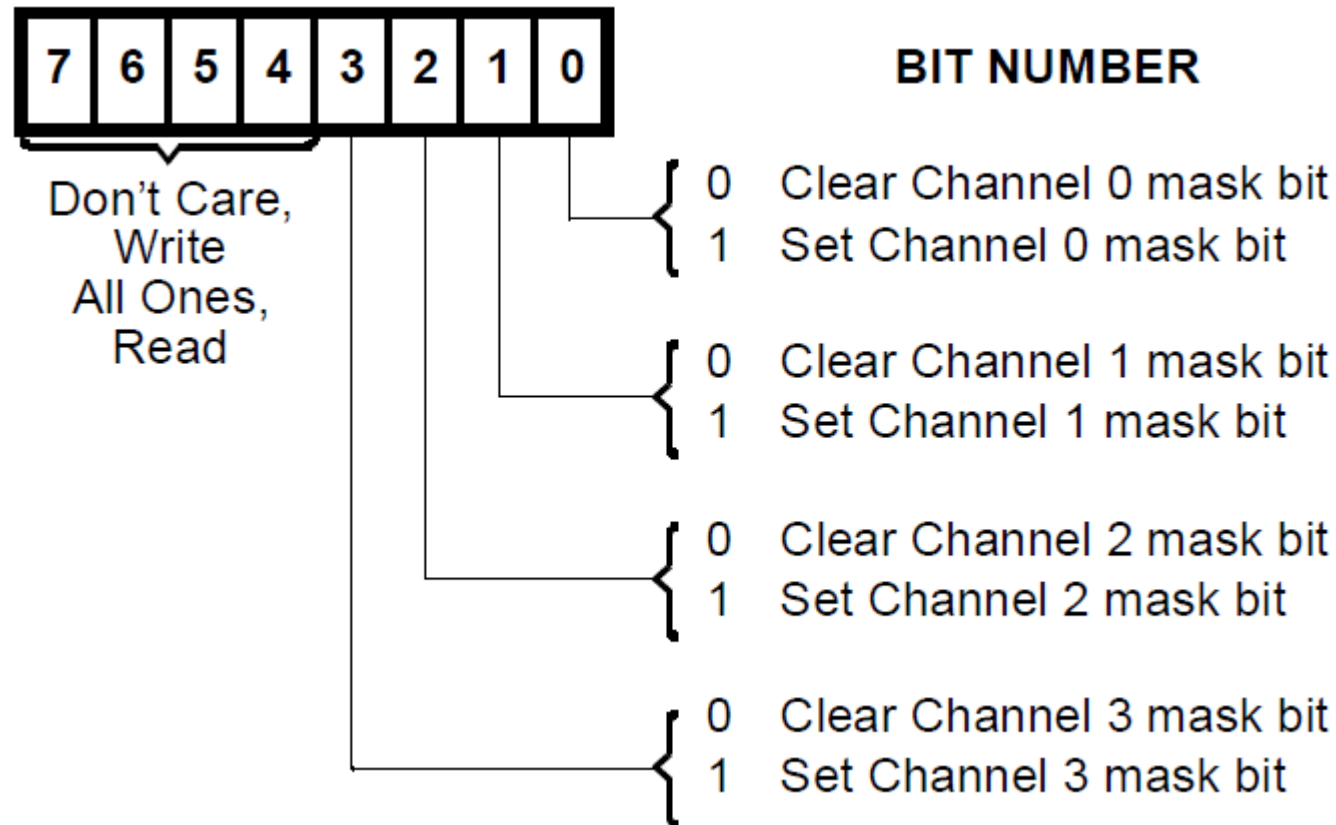 7 6 5 4 3 2 1 0
BIT NUMBER
Don't Care,
Write
All Ones,
Read
0 Clear Channel 0 mask bit
1 Set Channel 0 mask bit
0 Clear Channel 1 mask bit
1 Set Channel 1 mask bit
0 Clear Channel 2 mask bit
1 Set Channel 2 mask bit
0 Clear Channel 3 mask bit
1 Set Channel 3 mask bit